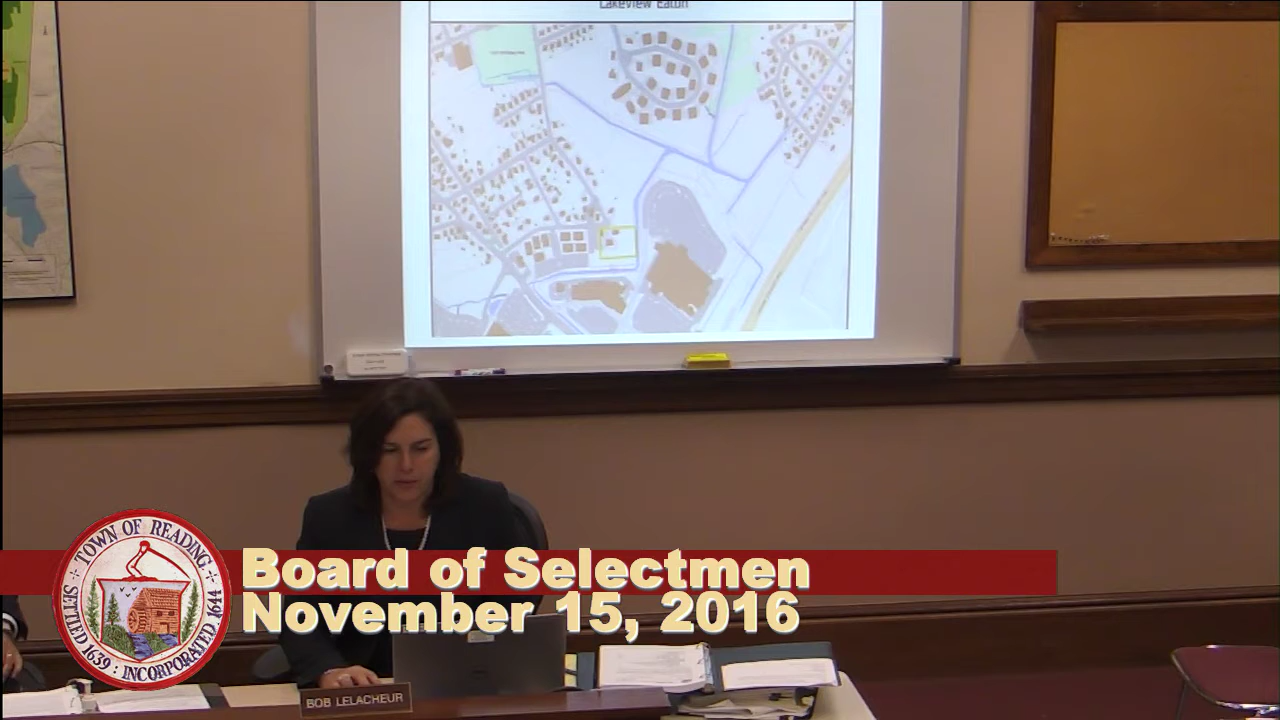 Lakeview Eaton
TOWN OF READING
SETTLED 1639 : INCORPORATED 1644
Board of Selectmen
November 15, 2016
BOB LELACHEUR